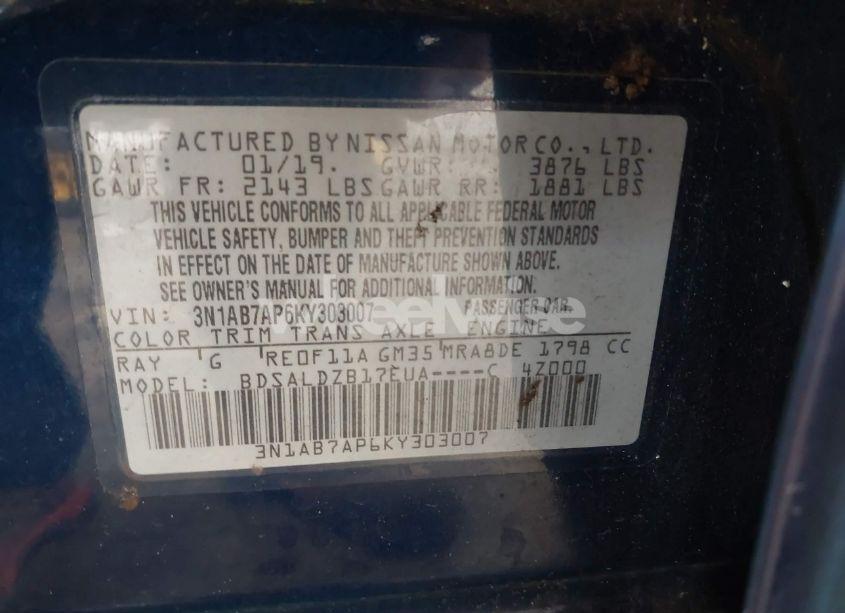 MANUFACTURED BY NISSAN MOTOR CO., LTD.
DATE: 01/19. GVWR: 3876 LBS
GAWR FR: 2143 LBS GAWR RR: 1881 LBS
THIS VEHICLE CONFORMS TO ALL APPLICABLE FEDERAL MOTOR
VEHICLE SAFETY, BUMPER AND THEFT PREVENTION STANDARDS
IN EFFECT ON THE DATE OF MANUFACTURE SHOWN ABOVE.
SEE OWNER'S MANUAL FOR ADDITIONAL INFORMATION.
VIN: 3N1AB7AP6KY303007 PASSENGER CAR
COLOR TRIM TRANS AXLE ENGINE
RAY G RE0F11A GM35 MRA8DE 1798 CC
MODEL: BDSALDZB17EUA----C 4Z000
3N1AB7AP6KY303007